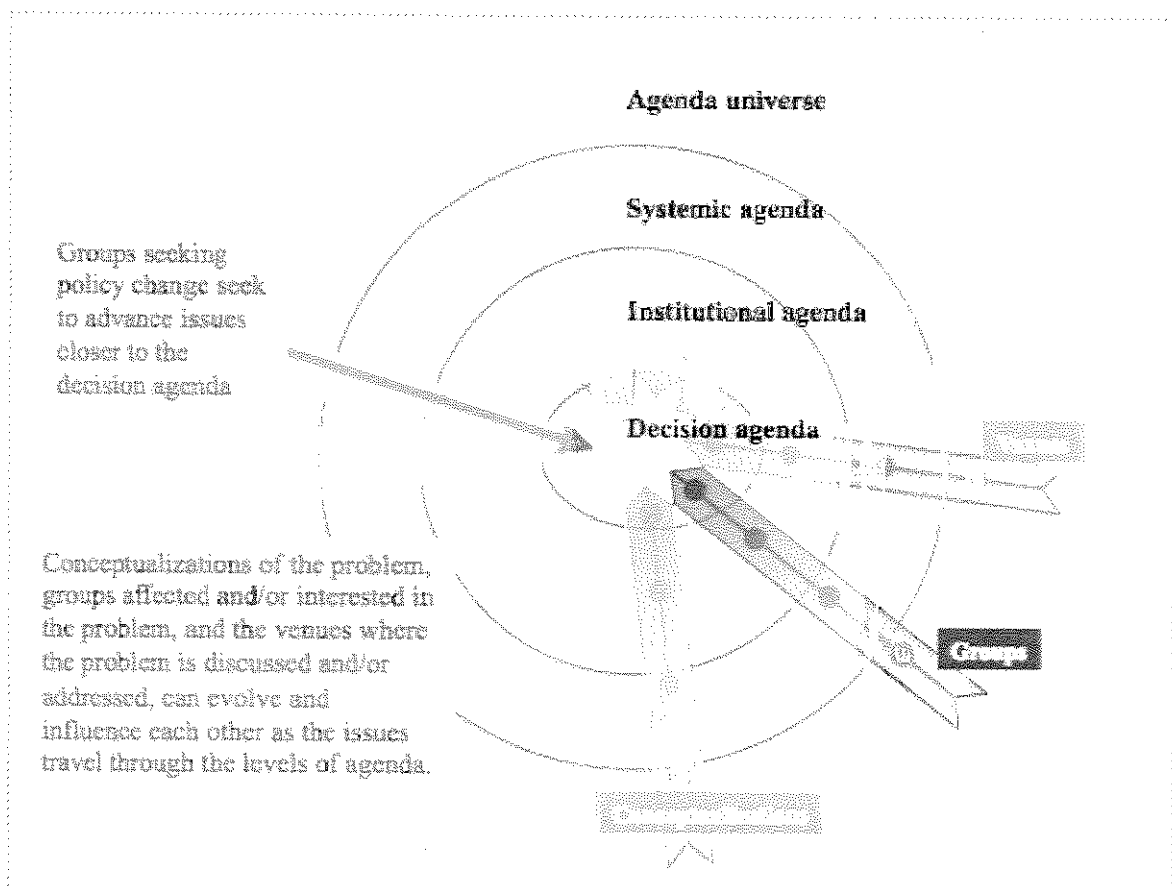 Agenda universe
Systemic agenda
Groups seeking
policy change seek
to advance issues
closer to the
decision agenda
Institutional agenda
Decision agenda
Conceptualizations of the problem,
groups affected and/or interested in
the problem, and the venues where
the problem is discussed and/or
addressed, can evolve and
influence each other as the issues
travel through the levels of agenda.
Groups